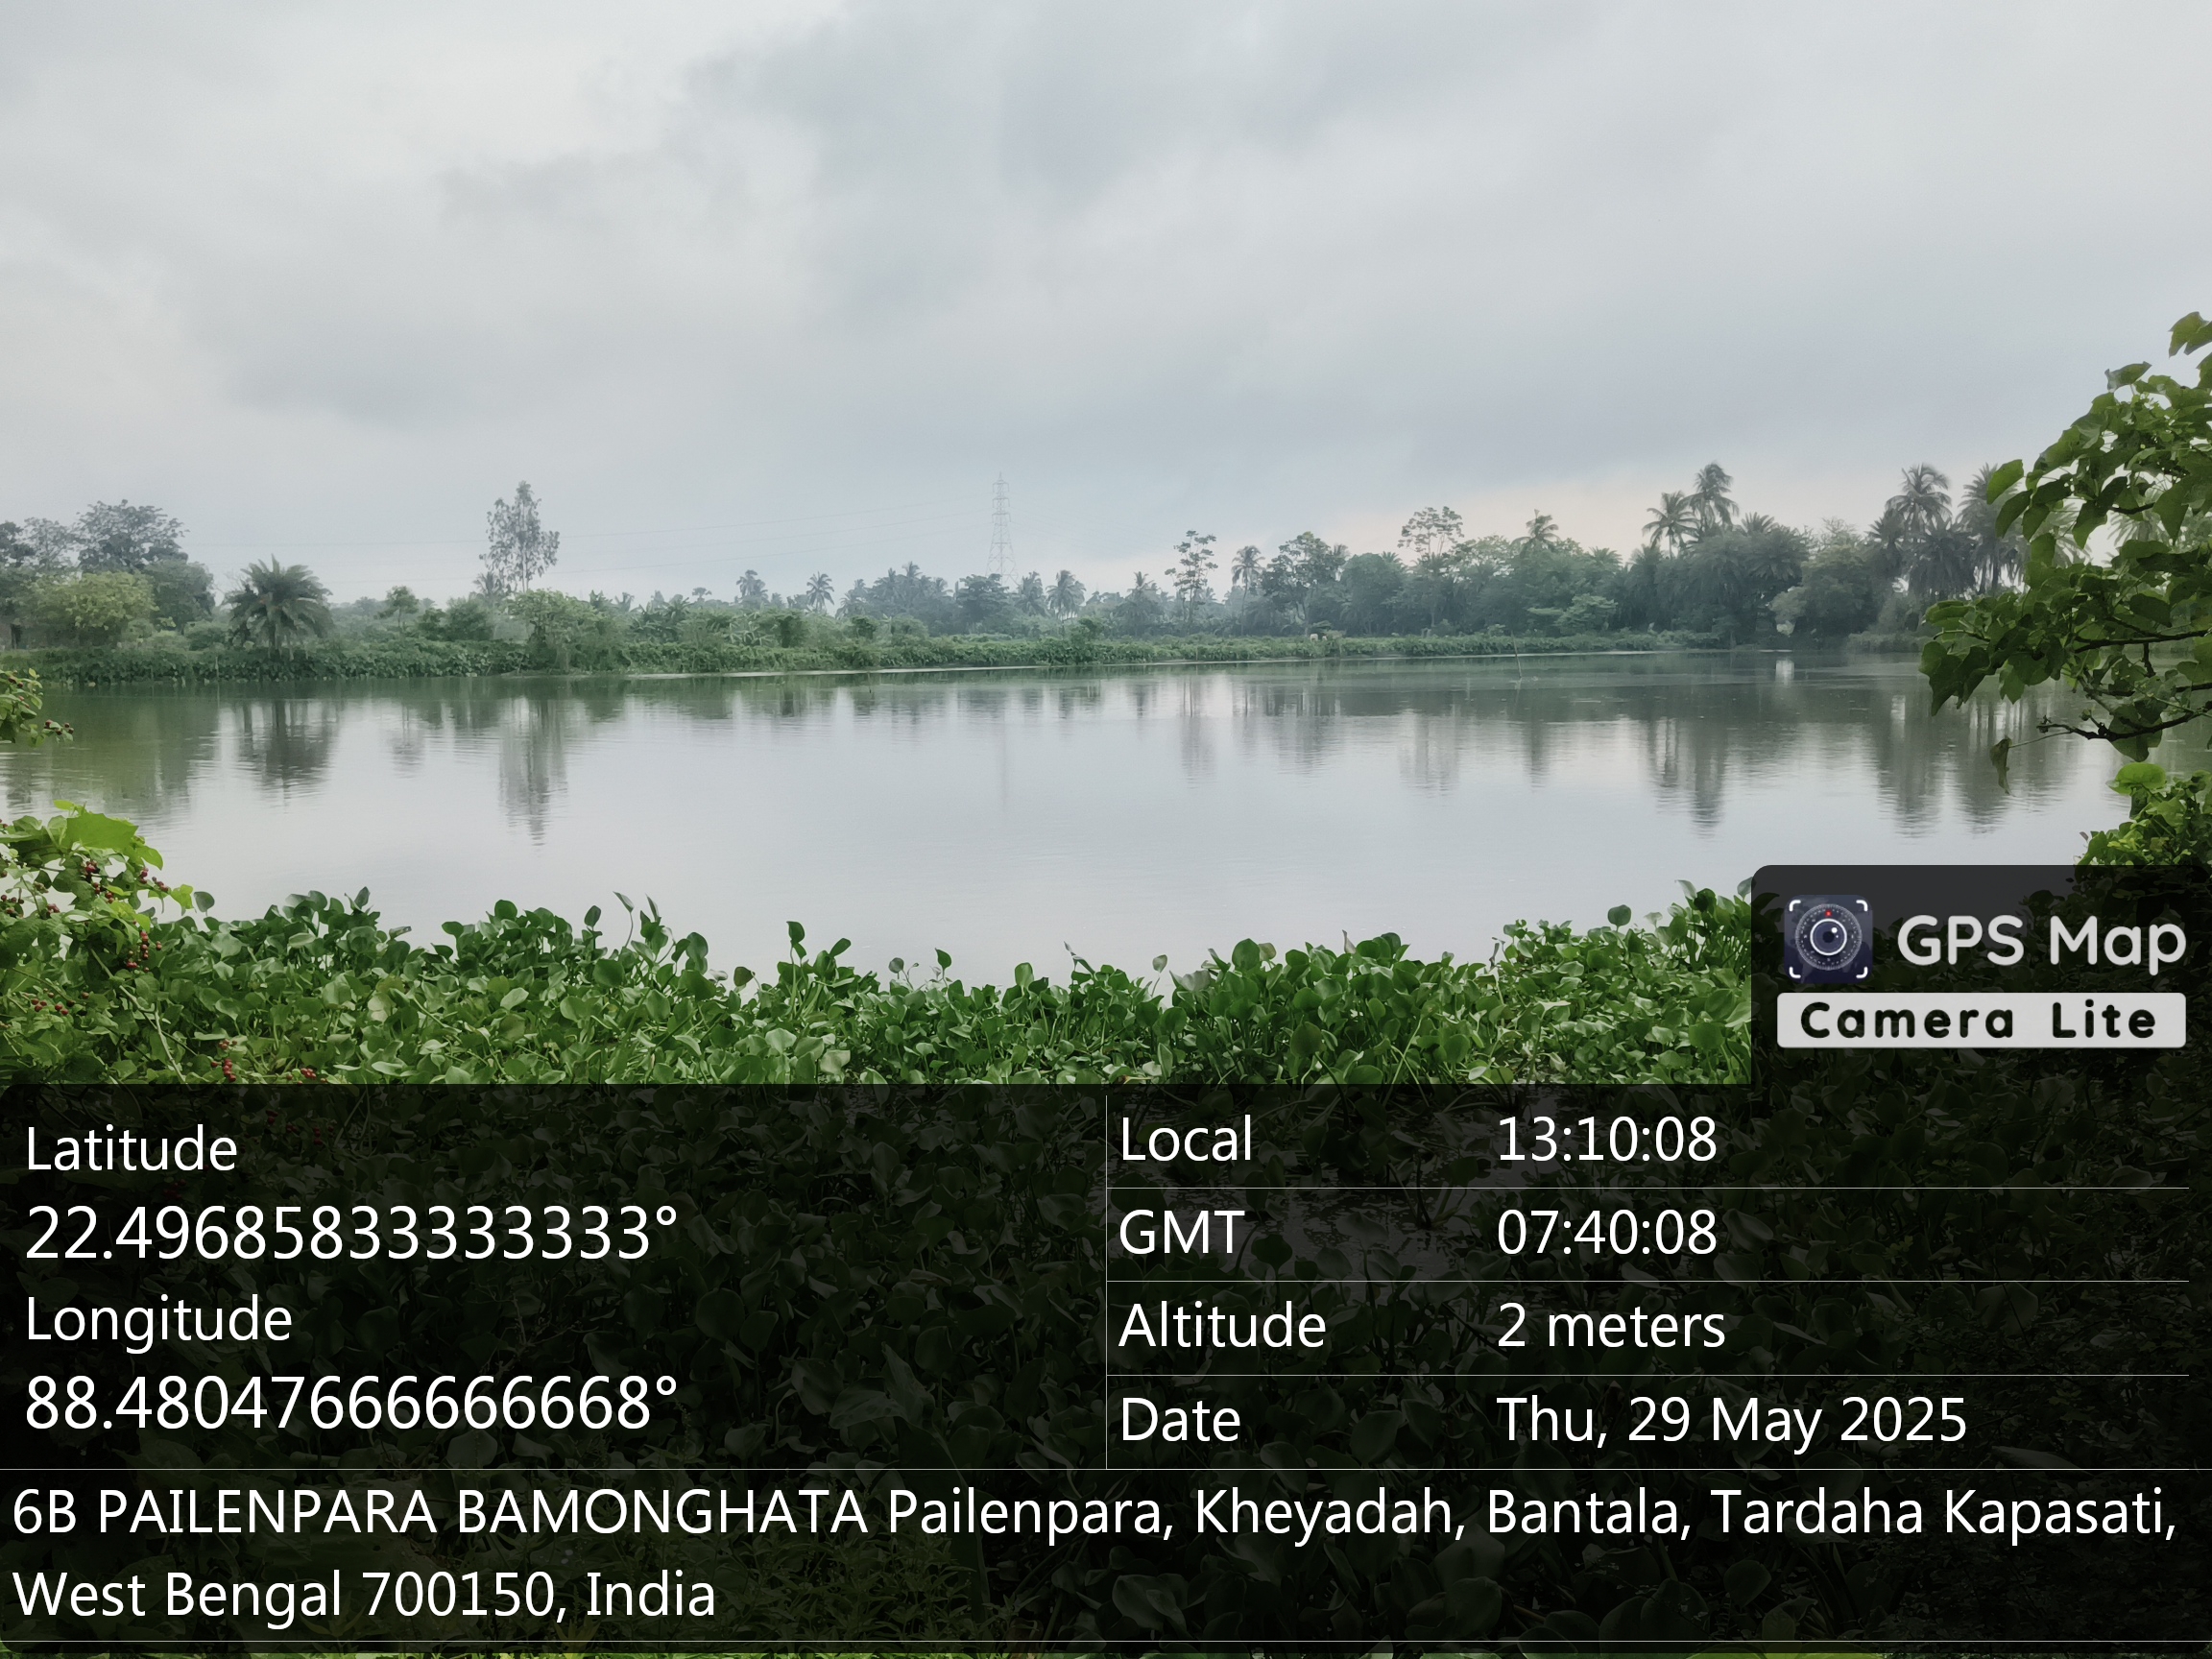 GPS Map
Camera Lite
Latitude
22.49685833333333°
Longitude
88.48047666666668°
Local 13:10:08
GMT 07:40:08
Altitude 2 meters
Date Thu, 29 May 2025
6B PAILENPARA BAMONGHATA Pailenpara, Kheyadah, Bantala, Tardaha Kapasati,
West Bengal 700150, India